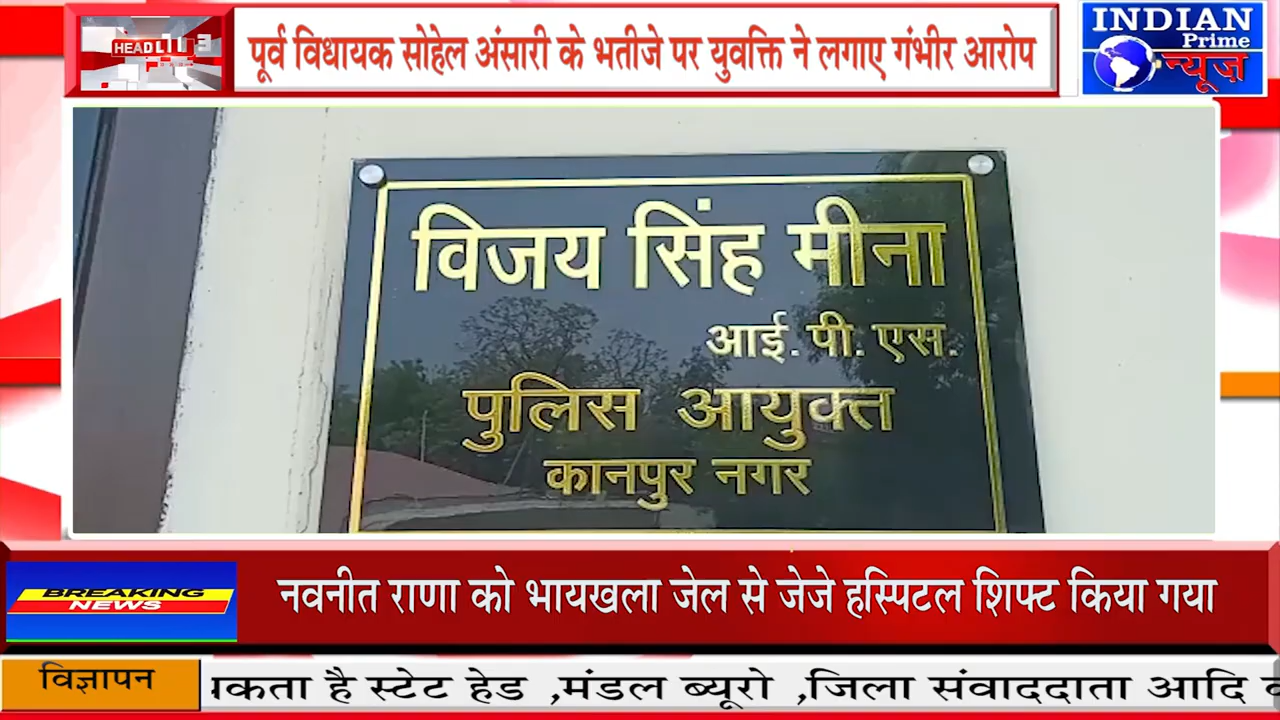 HEADLINE
पूर्व विधायक सोहेल अंसारी के भतीजे पर युवक्ति ने लगाए गंभीर आरोप
INDIAN
Prime
न्यूज़
विजय सिंह मीना
आई. पी. एस.
पुलिस आयुक्त
कानपुर नगर
BREAKING
NEWS
नवनीत राणा को भायखला जेल से जेजे हस्पिटल शिफ्ट किया गया
विज्ञापन
कता है स्टेट हेड ,मंडल ब्यूरो ,जिला संवाददाता आदि